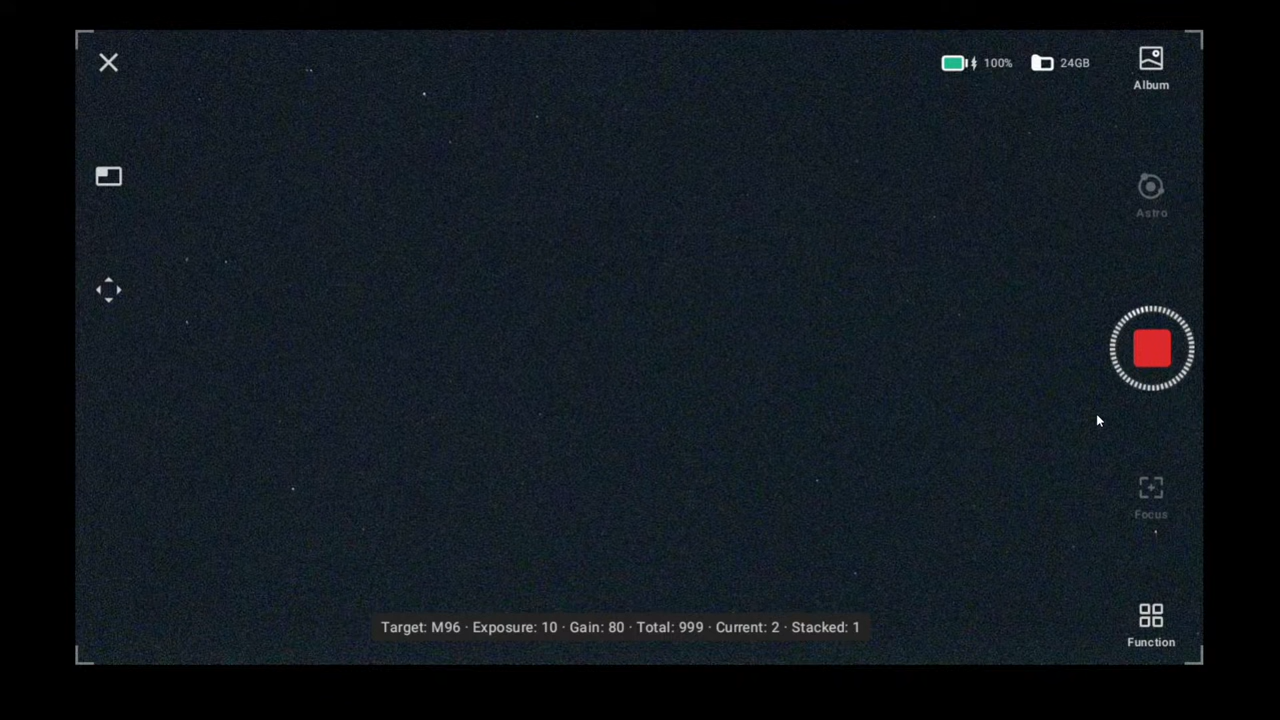 100%
24GB
Album
Astro
Focus
Target: M96 · Exposure: 10 · Gain: 80 · Total: 999 · Current: 2 · Stacked: 1
Function